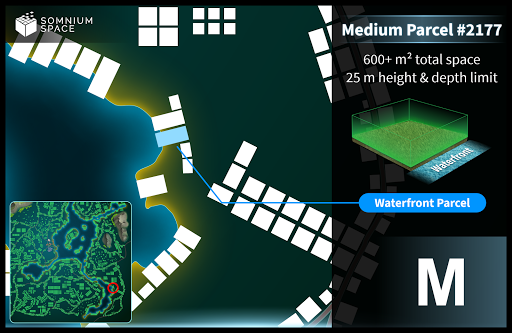 SOMNIUM
SPACE
Medium Parcel #2177
600+ m² total space
25 m height & depth limit
Waterfront
Waterfront Parcel
M